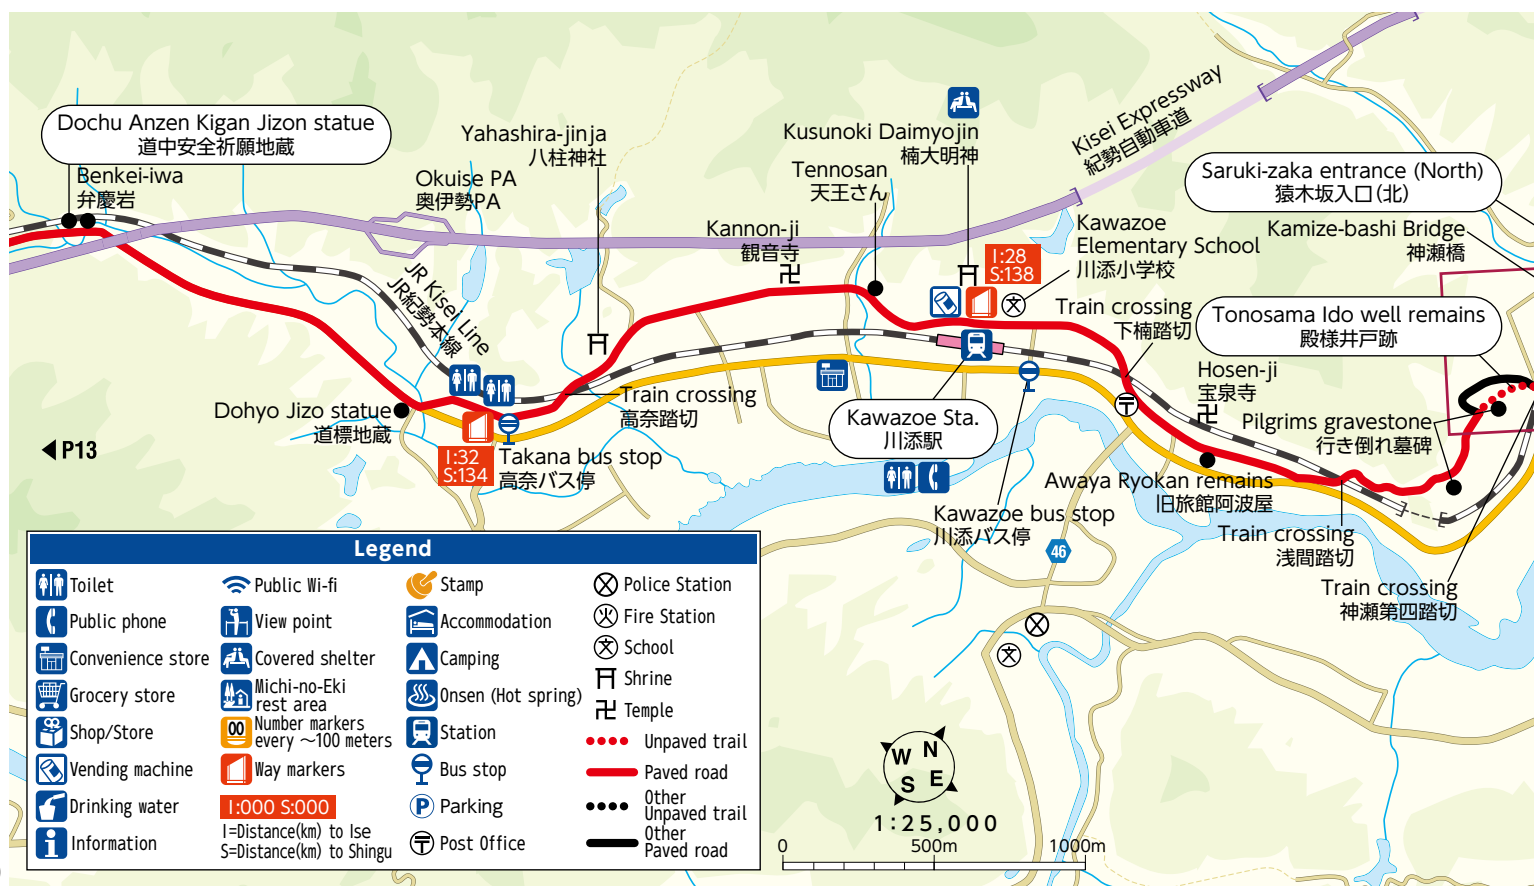 Dochu Anzen Kigan Jizon statue
道中安全祈願地蔵
Benkei-iwa
弁慶岩
Okuise PA
奥伊勢PA
Yahashira-jinja
八柱神社
Kusunoki Daimyojin
楠大明神
Tennosan
天王さん
Kannon-ji
観音寺
Kisei Expressway
紀勢自動車道
Saruki-zaka entrance (North)
猿木坂入口(北)
Kamize-bashi Bridge
神瀬橋
Kawazoe
Elementary School
川添小学校
I:28
S:138
Train crossing
下楠踏切
Tonosama Ido well remains
殿様井戸跡
JR Kisei Line
JR紀勢本線
Hosen-ji
宝泉寺
Train crossing
高奈踏切
Dohyo Jizo statue
道標地蔵
Kawazoe Sta.
川添駅
Pilgrims gravestone
行き倒れ墓碑
◀P13
I:32
S:134
Takana bus stop
高奈バス停
Awaya Ryokan remains
旧旅館阿波屋
Kawazoe bus stop
川添バス停
46
Train crossing
浅間踏切
Train crossing
神瀬第四踏切
Legend
Toilet
Public phone
Convenience store
Grocery store
Shop/Store
Vending machine
Drinking water
Information
Public Wi-fi
View point
Covered shelter
Michi-no-Eki
rest area
00
Number markers
every ~100 meters
Way markers
I:000 S:000
I=Distance(km) to Ise
S=Distance(km) to Shingu
Stamp
Accommodation
Camping
Onsen (Hot spring)
Station
Bus stop
P
Parking
Post Office
Police Station
Fire Station
文
School
Shrine
Temple
Unpaved trail
Paved road
Other
Unpaved trail
Other
Paved road
W N
S E
1:25,000
0 500m 1000m